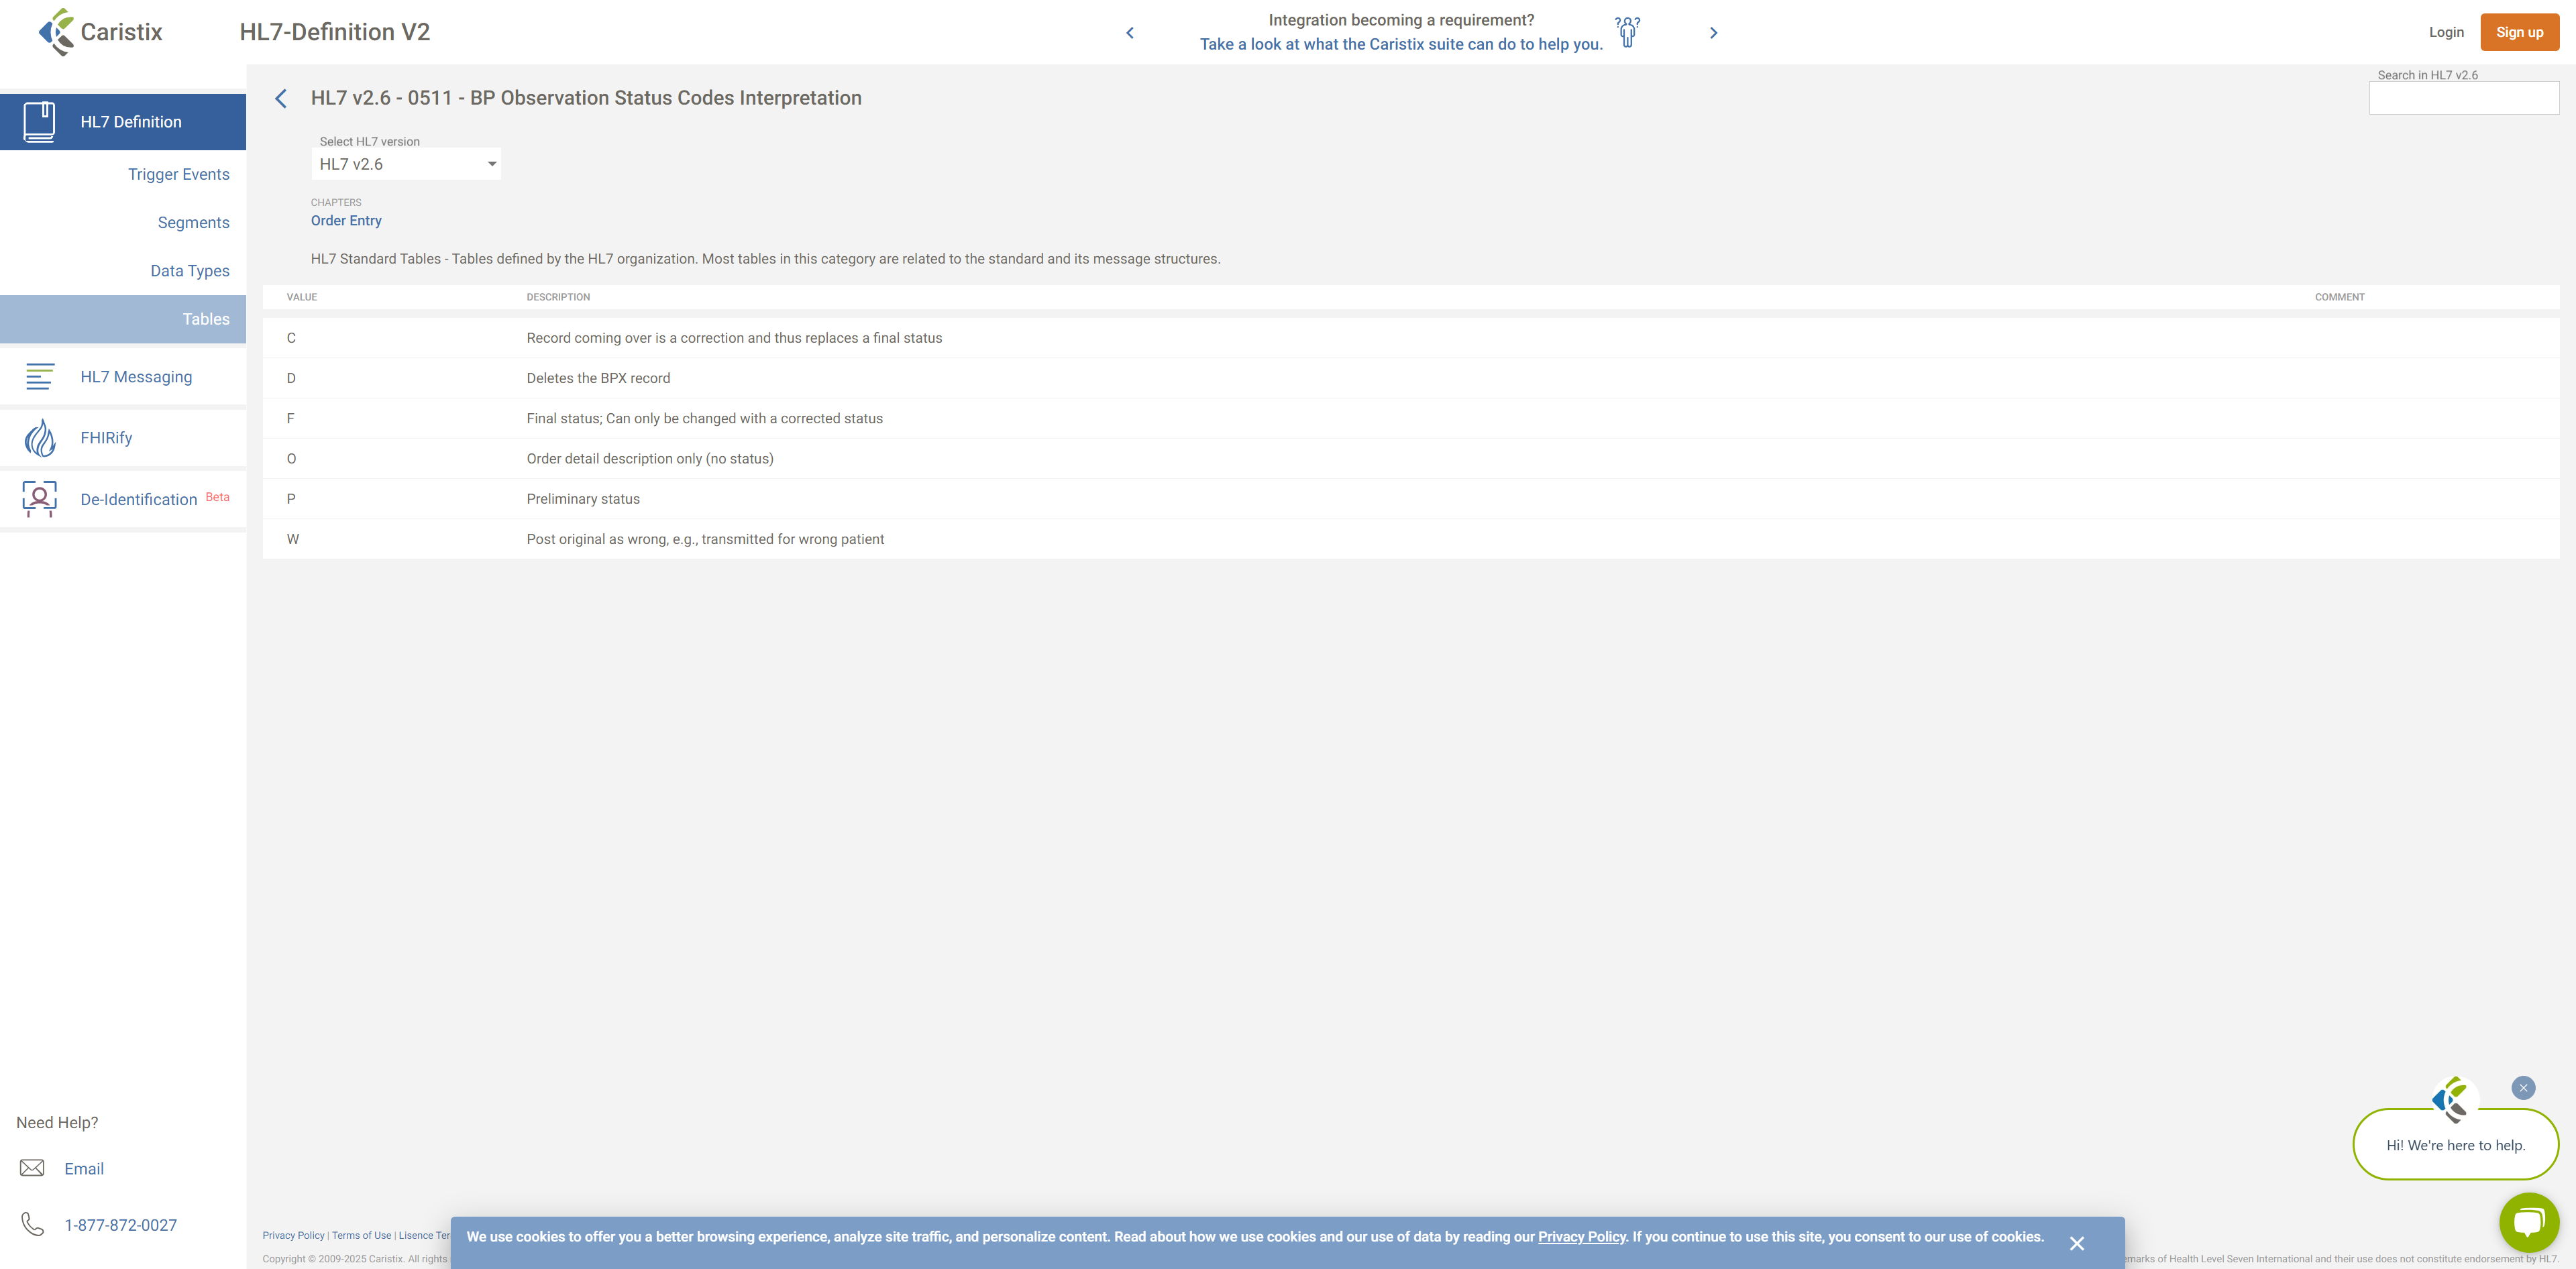 Caristix
HL7-Definition V2
Integration becoming a requirement?
Take a look at what the Caristix suite can do to help you.
Login
Sign up
HL7 Definition
Trigger Events
Segments
Data Types
Tables
HL7 Messaging
FHIRify
De-Identification Beta
Need Help?
Email
1-877-872-0027
HL7 v2.6 - 0511 - BP Observation Status Codes Interpretation
Search in HL7 v2.6
Select HL7 version
HL7 v2.6
CHAPTERS
Order Entry
HL7 Standard Tables - Tables defined by the HL7 organization. Most tables in this category are related to the standard and its message structures.
VALUE DESCRIPTION COMMENT
C Record coming over is a correction and thus replaces a final status
D Deletes the BPX record
F Final status; Can only be changed with a corrected status
O Order detail description only (no status)
P Preliminary status
W Post original as wrong, e.g., transmitted for wrong patient
Hi! We're here to help.
Privacy Policy | Terms of Use | Lisence Ter
We use cookies to offer you a better browsing experience, analyze site traffic, and personalize content. Read about how we use cookies and our use of data by reading our Privacy Policy. If you continue to use this site, you consent to our use of cookies.
Copyright © 2009-2025 Caristix. All rights
emarks of Health Level Seven International and their use does not constitute endorsement by HL7.